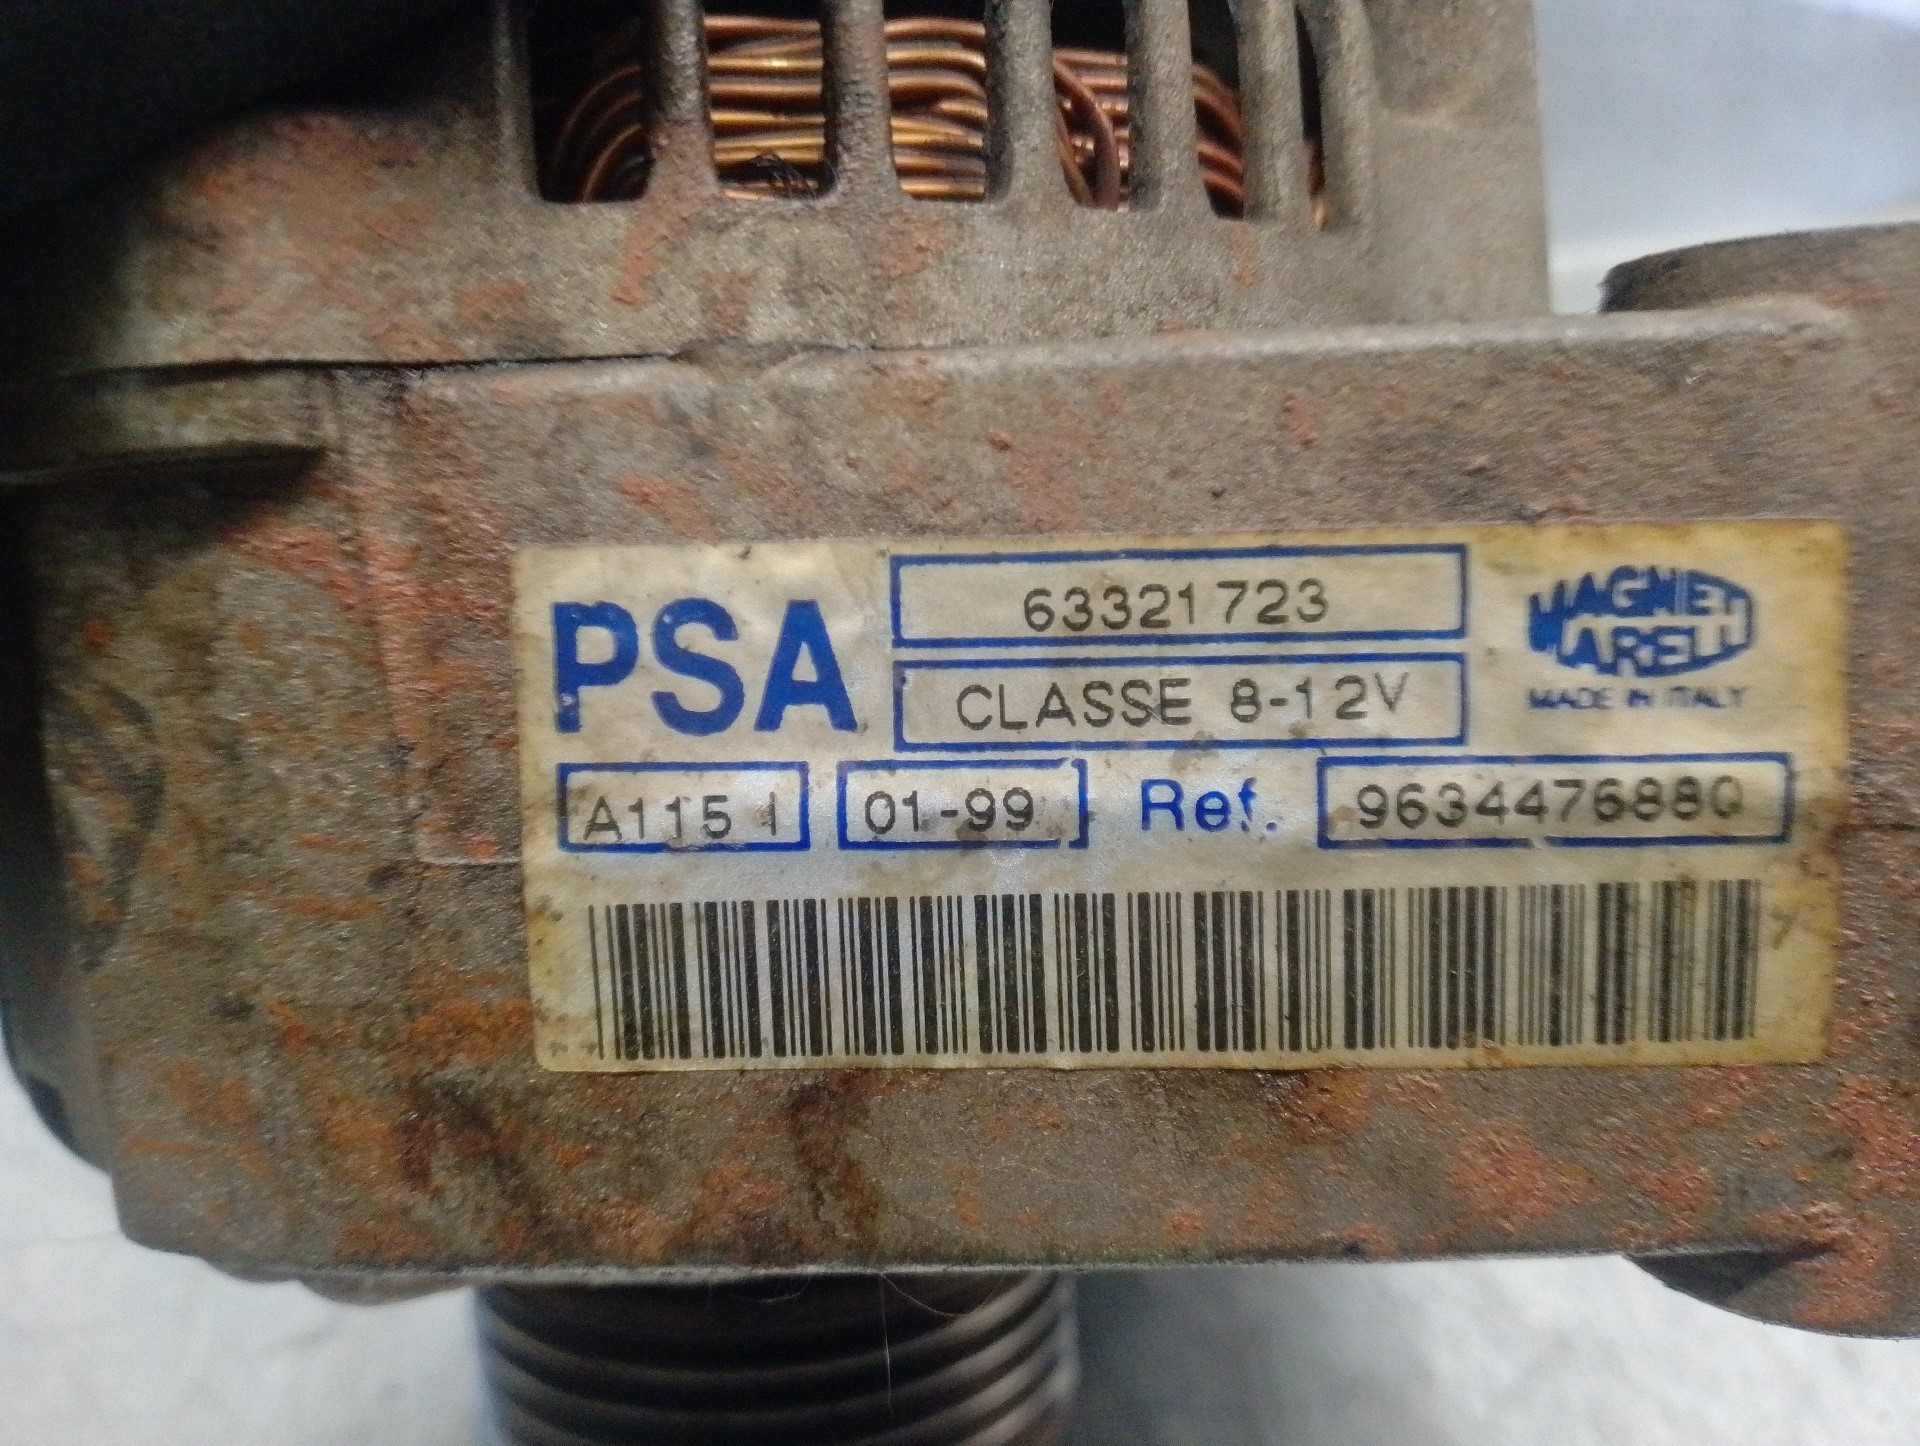 PSA
63321723
CLASSE 8-12V
MAGNETI
MARELLI
MADE IN ITALY
A115 I
01-99
Ref.
9634476880